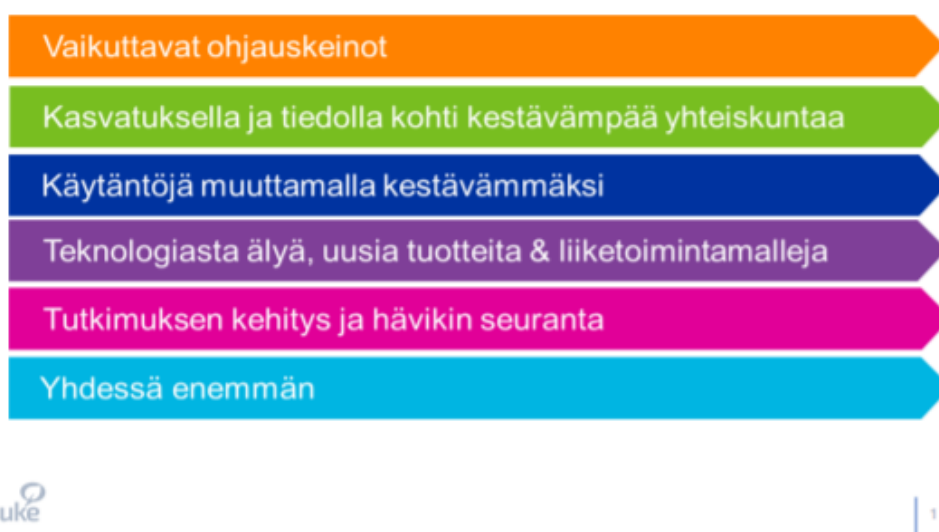 Vaikuttavat ohjauskeinot
Kasvatuksella ja tiedolla kohti kestävämpää yhteiskuntaa
Käytäntöjä muuttamalla kestävämmäksi
Teknologiasta älyä, uusia tuotteita & liiketoimintamalleja
Tutkimuksen kehitys ja hävikin seuranta
Yhdessä enemmän
uke
1